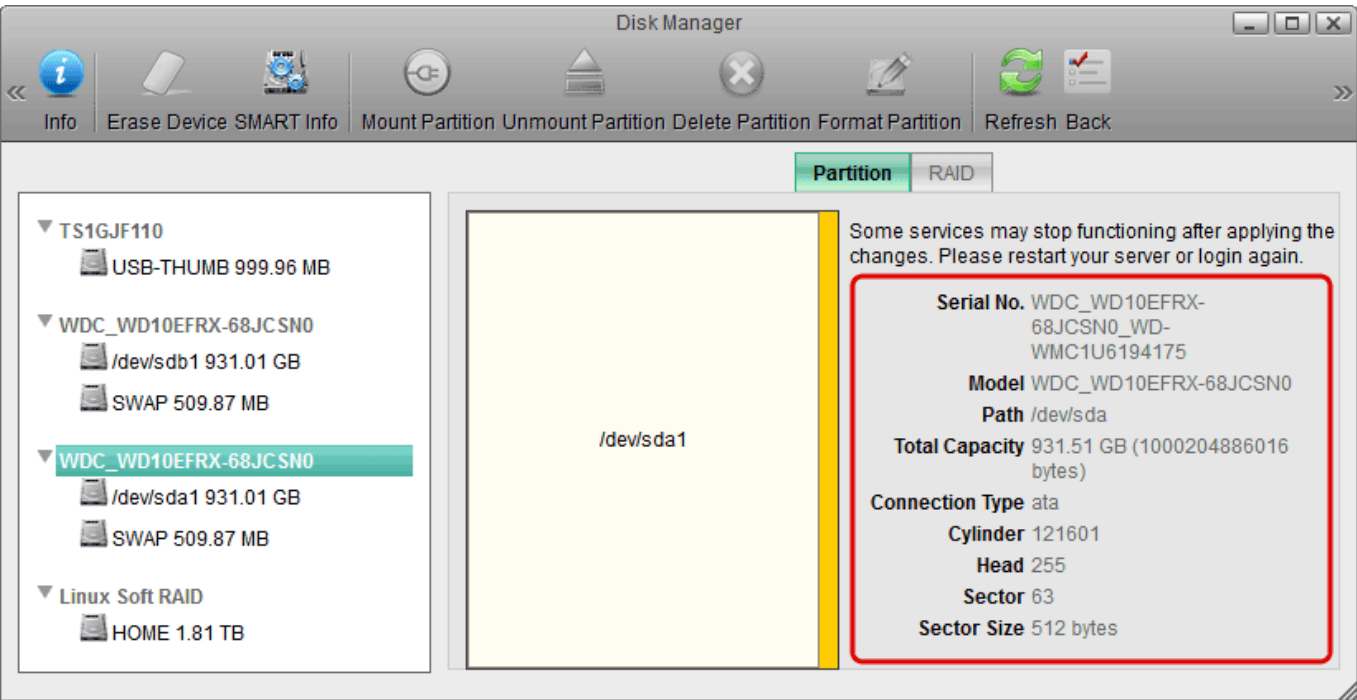 Disk Manager
«
Info
Erase Device
SMART Info
Mount Partition
Unmount Partition
Delete Partition
Format Partition
Refresh
Back
»
Partition
RAID
TS1GJF110
USB-THUMB 999.96 MB
WDC_WD10EFRX-68JCSN0
/dev/sdb1 931.01 GB
SWAP 509.87 MB
WDC_WD10EFRX-68JCSN0
/dev/sda1 931.01 GB
SWAP 509.87 MB
Linux Soft RAID
HOME 1.81 TB
/dev/sda1
Some services may stop functioning after applying the
changes. Please restart your server or login again.
Serial No. WDC_WD10EFRX-
68JCSN0_WD-
WMC1U6194175
Model WDC_WD10EFRX-68JCSN0
Path /dev/sda
Total Capacity 931.51 GB (1000204886016
bytes)
Connection Type ata
Cylinder 121601
Head 255
Sector 63
Sector Size 512 bytes